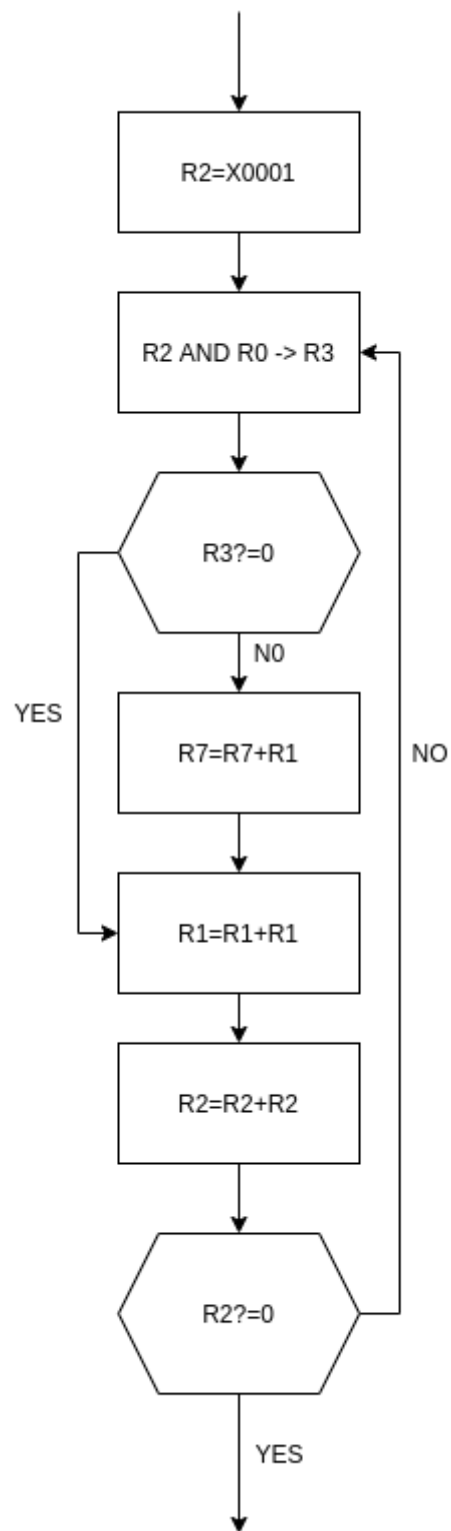 R2=X0001
R2 AND R0 -> R3
R3?=0
N0
YES
R7=R7+R1
NO
R1=R1+R1
R2=R2+R2
R2?=0
YES